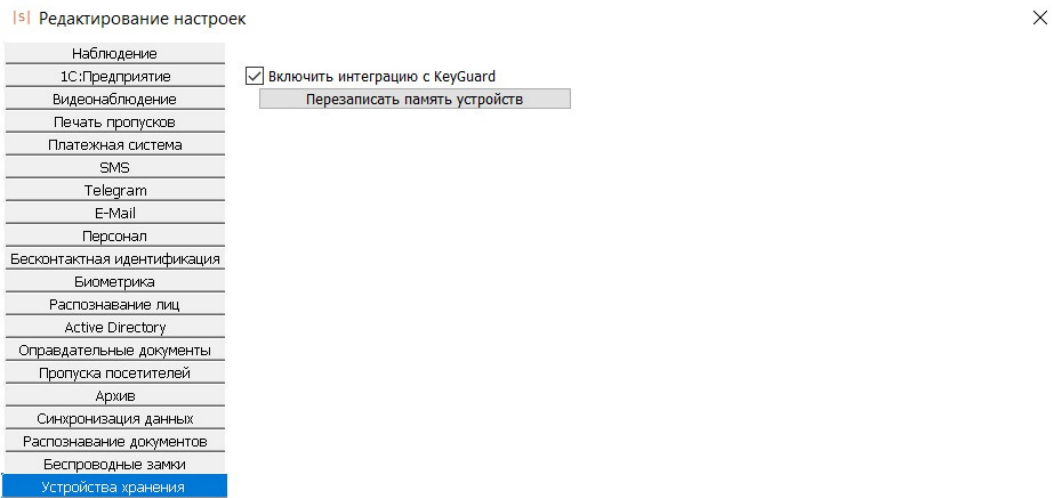 |s| Редактирование настроек
Наблюдение
1С:Предприятие
Видеонаблюдение
Печать пропусков
Платежная система
SMS
Telegram
E-Mail
Персонал
Бесконтактная идентификация
Биометрика
Распознавание лиц
Active Directory
Оправдательные документы
Пропуска посетителей
Архив
Синхронизация данных
Распознавание документов
Беспроводные замки
Устройства хранения
Включить интеграцию с KeyGuard
Перезаписать память устройств